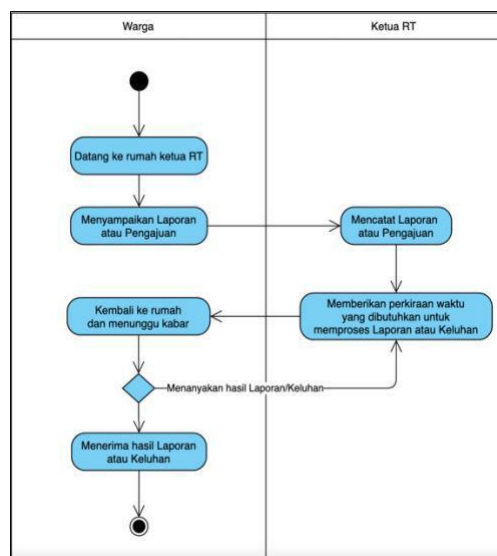 Warga
Ketua RT
Datang ke rumah ketua RT
Menyampaikan Laporan
atau Pengajuan
Mencatat Laporan
atau Pengajuan
Memberikan perkiraan waktu
yang dibutuhkan untuk
memproses Laporan atau Keluhan
Kembali ke rumah
dan menunggu kabar
Menanyakan hasil Laporan/Keluhan
Menerima hasil Laporan
atau Keluhan